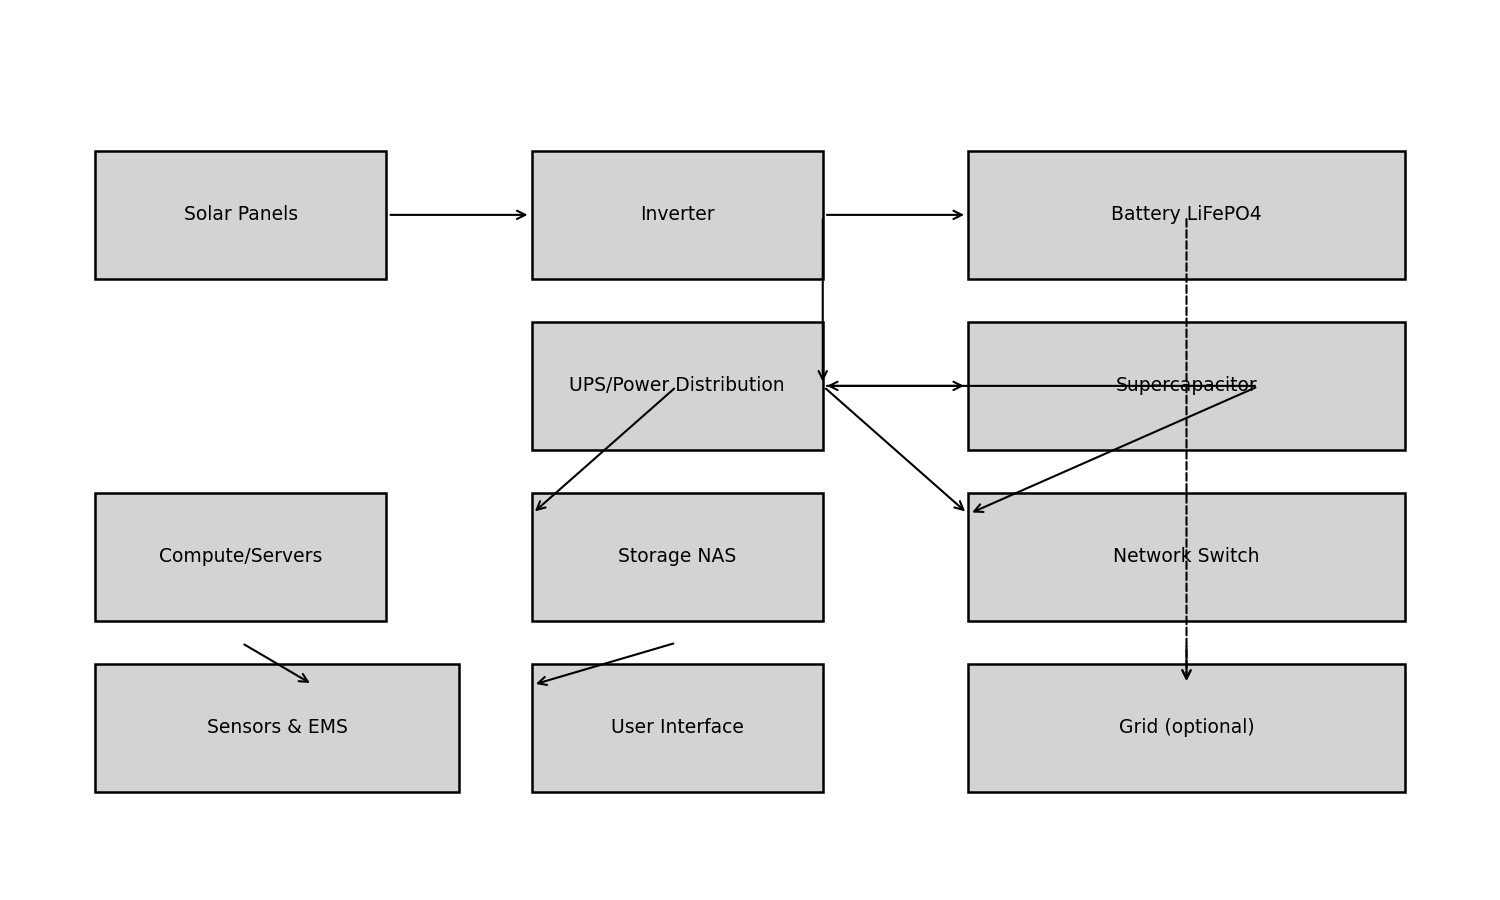 Solar Panels
Inverter
Battery LiFePO4
UPS/Power Distribution
Supercapacitor
Compute/Servers
Storage NAS
Network Switch
Sensors & EMS
User Interface
Grid (optional)